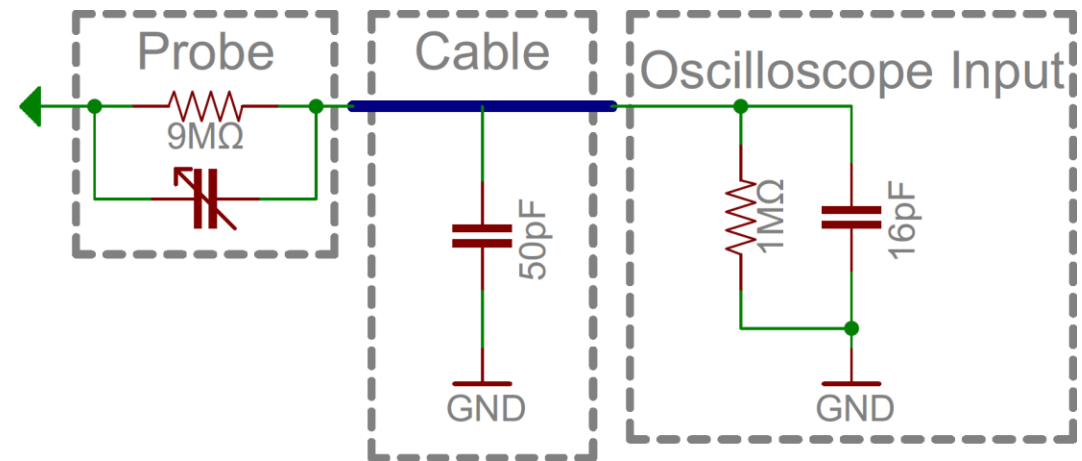 Probe
9MΩ
Cable
50pF
GND
Oscilloscope Input
1MΩ
16pF
GND